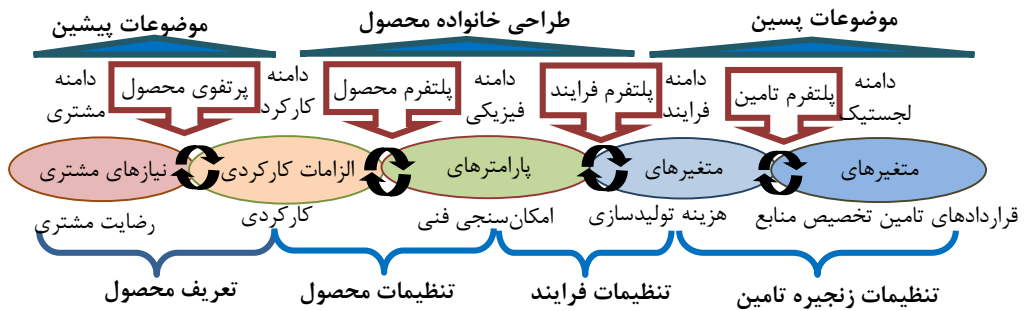 موضوعات پیشین
طراحی خانواده محصول
موضوعات پسین
دامنه مشتری
پرتفوی محصول
دامنه کارکرد
پلتفرم محصول
دامنه فیزیکی
پلتفرم فرایند
دامنه فرایند
پلتفرم تامین
دامنه لجستیک
نیازهای مشتری
الزامات کارکردی
پارامترهای
متغیرهای
متغیرهای
رضایت مشتری
کارکردی
امکان‌سنجی فنی
هزینه تولیدسازی
قراردادهای تامین تخصیص منابع
تعریف محصول
تنظیمات محصول
تنظیمات فرایند
تنظیمات زنجیره تامین